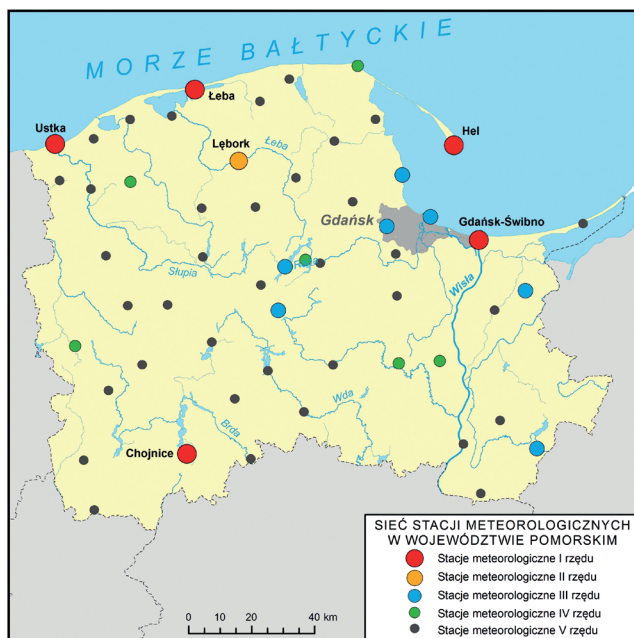 MORZE BAŁTYCKIE
Łeba
Hel
Ustka
Lębork
Łeba
Gdańsk
Gdańsk-Świbno
Słupia
Wisła
Wda
Brda
Chojnice
SIEĆ STACJI METEOROLOGICZNYCH
W WOJEWÓDZTWIE POMORSKIM
Stacje meteorologiczne I rzędu
Stacje meteorologiczne II rzędu
Stacje meteorologiczne III rzędu
Stacje meteorologiczne IV rzędu
Stacje meteorologiczne V rzędu
0 20 40 km